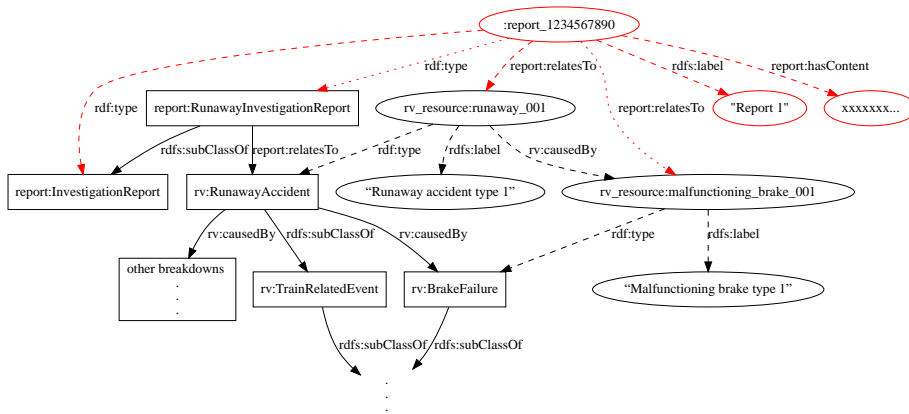 :report_1234567890
rdf:type
rdf:type
report:relatesTo
report:relatesTo
rdfs:label
report:hasContent
report:RunawayInvestigationReport
rv_resource:runaway_001
"Report 1"
xxxxxxx...
rdfs:subClassOf
report:relatesTo
rdf:type
rdfs:label
rv:causedBy
report:InvestigationReport
rv:RunawayAccident
“Runaway accident type 1”
rv_resource:malfunctioning_brake_001
rv:causedBy
rdfs:subClassOf
rv:causedBy
rdf:type
rdfs:label
other breakdowns
.
.
.
rv:TrainRelatedEvent
rv:BrakeFailure
“Malfunctioning brake type 1”
rdfs:subClassOf
rdfs:subClassOf
.
.
.